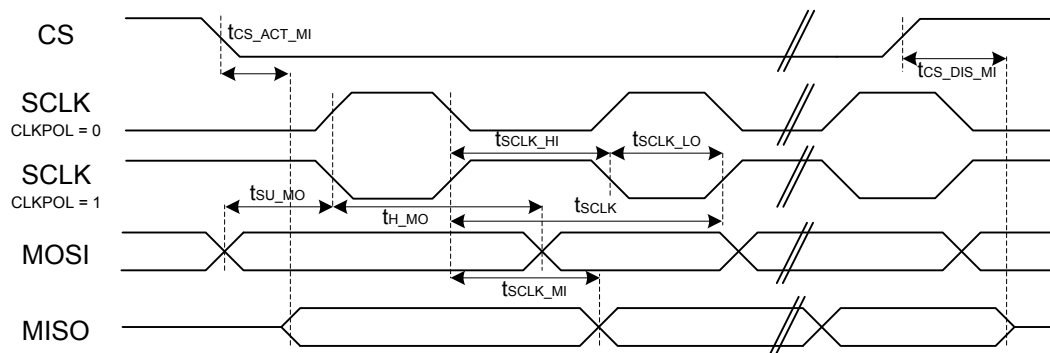 CS
tCS_ACT_MI
tCS_DIS_MI
SCLK
CLKPOL = 0
tSCLK_HI
tSCLK_LO
SCLK
CLKPOL = 1
tSU_MO
tH_MO
tSCLK
MOSI
tSCLK_MI
MISO